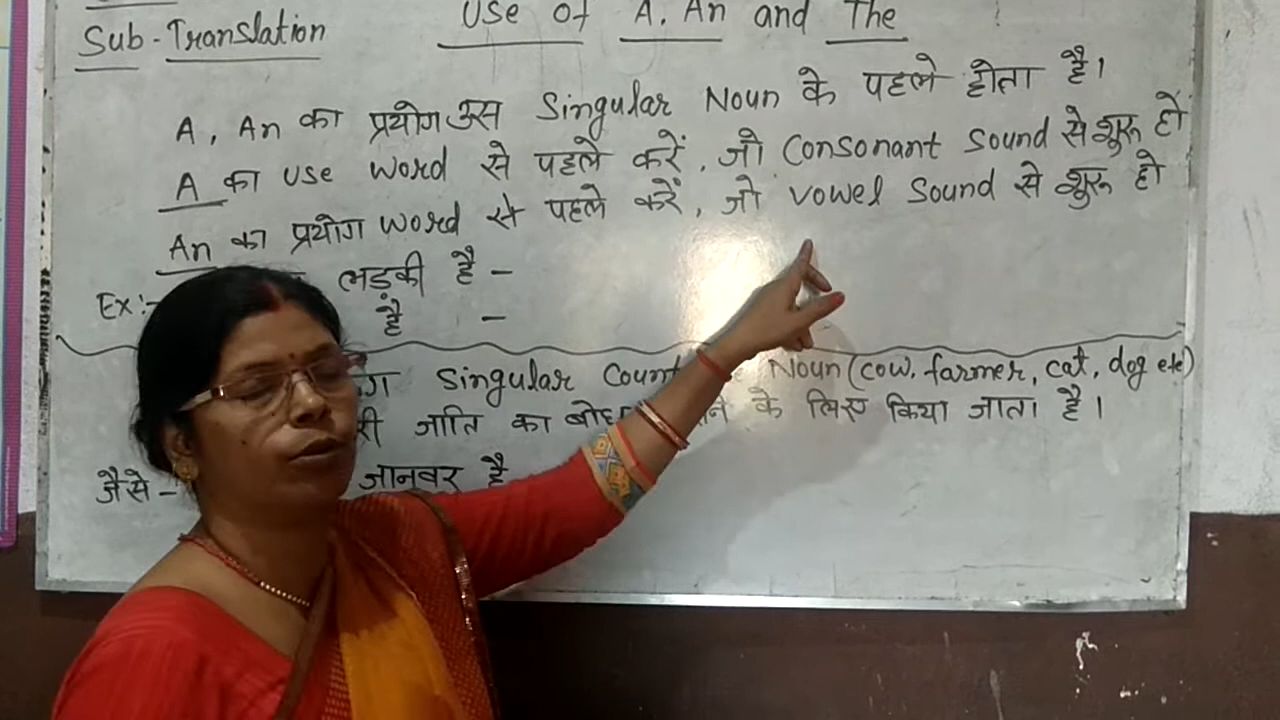 Sub-Translation
Use of A, An and The
A, An का प्रयोग उस Singular Noun के पहले होता है।
A का use word से पहले करें, जो Consonant Sound से शुरू हो
An का प्रयोग word से पहले करें, जो Vowel Sound से शुरू हो
Ex:- लड़की है -
है -
Singular Noun (cow, farmer, cat, dog etc)
जाति का के लिए किया जाता है।
जैसे- जानवर है